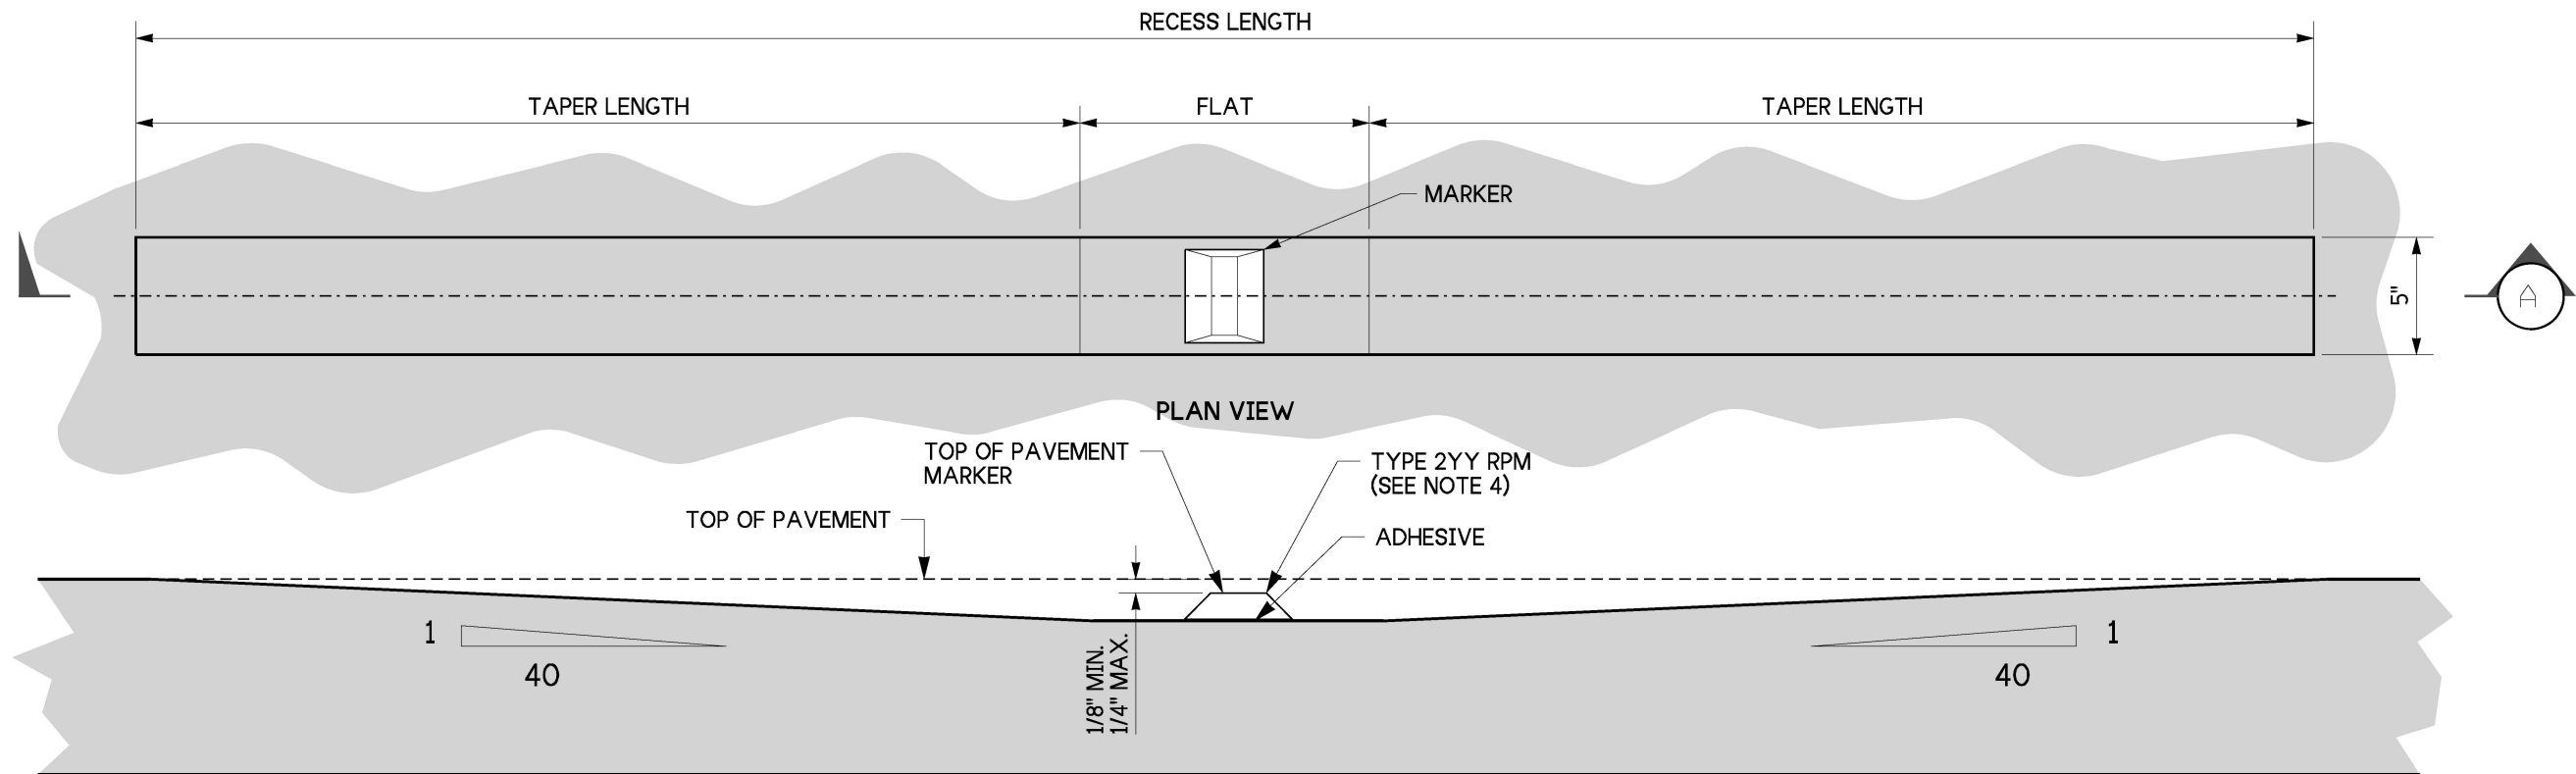 RECESS LENGTH
TAPER LENGTH
FLAT
TAPER LENGTH
MARKER
5"
A
PLAN VIEW
TOP OF PAVEMENT
MARKER
TYPE 2YY RPM
(SEE NOTE 4)
TOP OF PAVEMENT
ADHESIVE
1
40
1/8" MIN.
1/4" MAX.
1
40